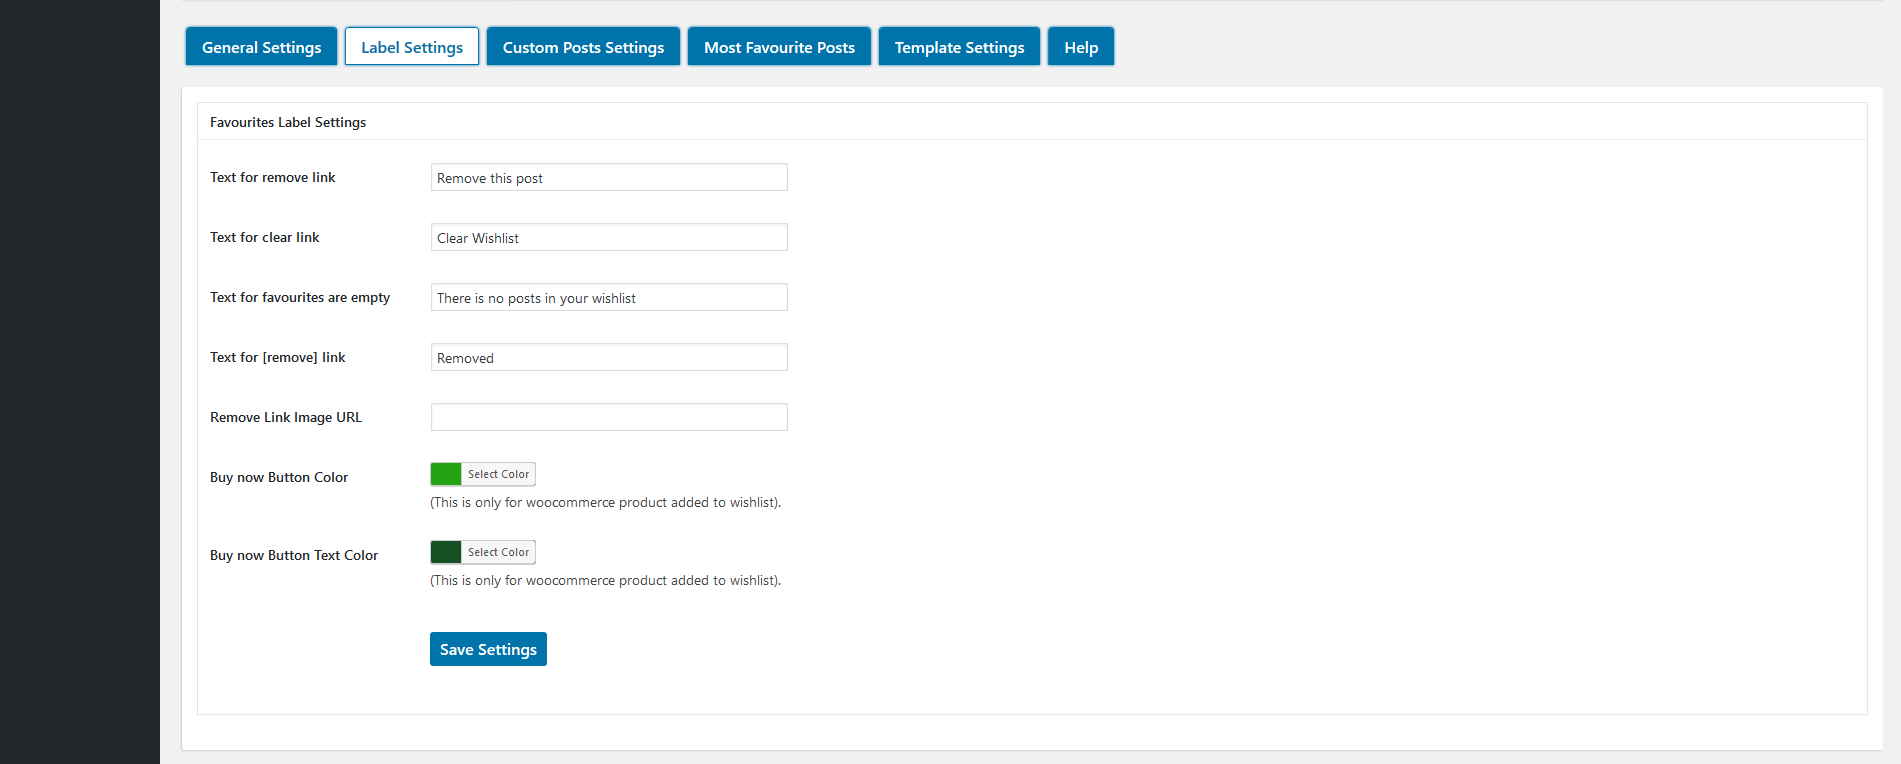 General Settings
Label Settings
Custom Posts Settings
Most Favourite Posts
Template Settings
Help
Favourites Label Settings
Text for remove link
Remove this post
Text for clear link
Clear Wishlist
Text for favourites are empty
There is no posts in your wishlist
Text for [remove] link
Removed
Remove Link Image URL
Buy now Button Color
Select Color
(This is only for woocommerce product added to wishlist).
Buy now Button Text Color
Select Color
(This is only for woocommerce product added to wishlist).
Save Settings